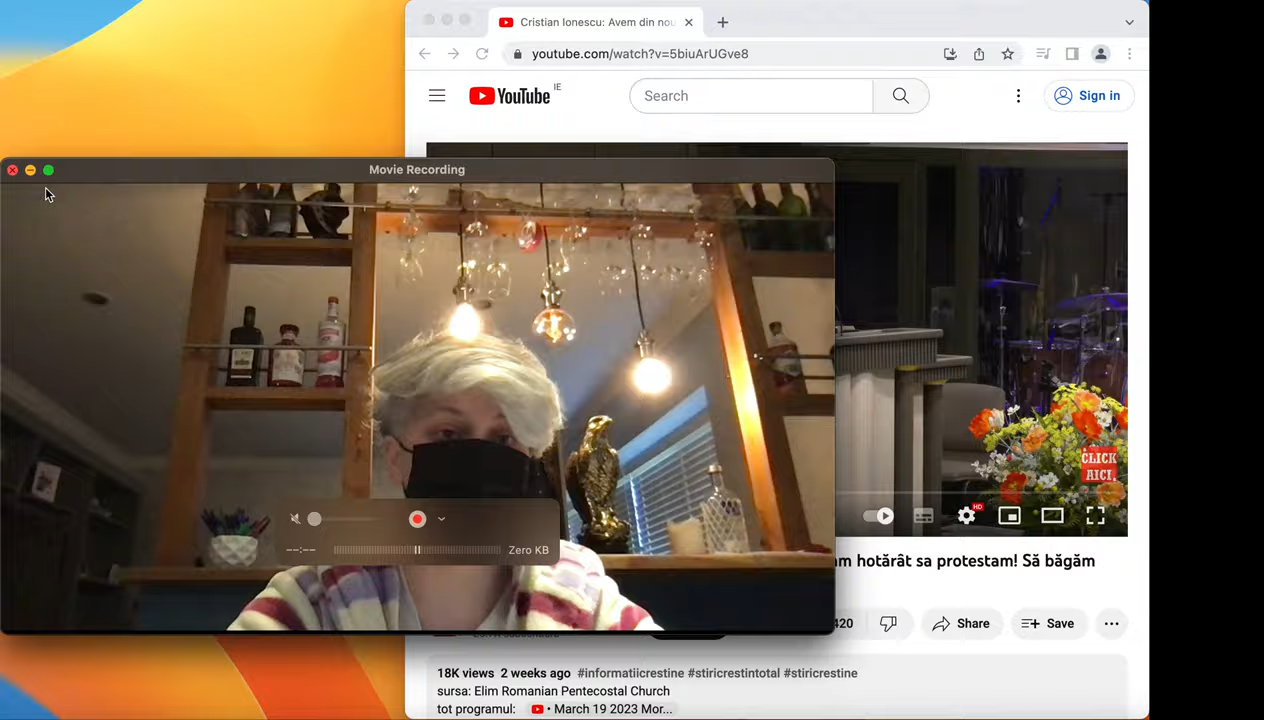 Cristian Ionescu: Avem din nou
youtube.com/watch?v=5biuArUGve8
YouTube IE
Search
Sign in
Movie Recording
CLICK
AICI.
HD
--:--
Zero KB
am hotărât sa protestam! Să băgăm
420
Share
Save
18K views 2 weeks ago #informatiicrestine #stiricrestintotal #stiricrestine
sursa: Elim Romanian Pentecostal Church
tot programul: • March 19 2023 Mor...